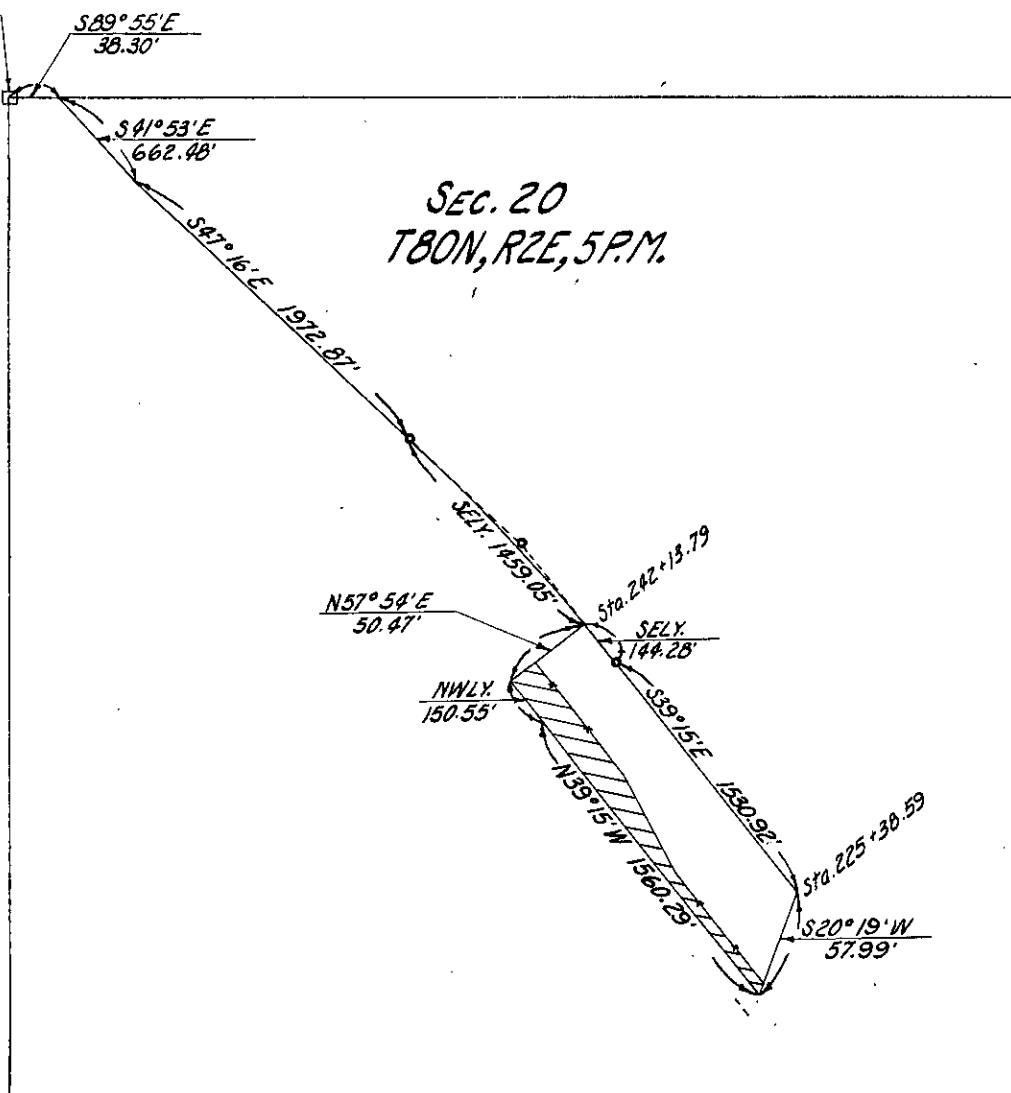 S89°55'E
38.30'
S41°53'E
662.48'
SEC. 20
T80N, R2E, 5P.M.
S47°16'E 1972.87'
SELY. 1459.05'
Sta. 242+13.79
N57°54'E
50.47'
SELY.
144.28'
NWLY.
150.55'
S39°15'E 1530.92'
N39°15'W 1560.29'
Sta. 225+38.59
S20°19'W
57.99'